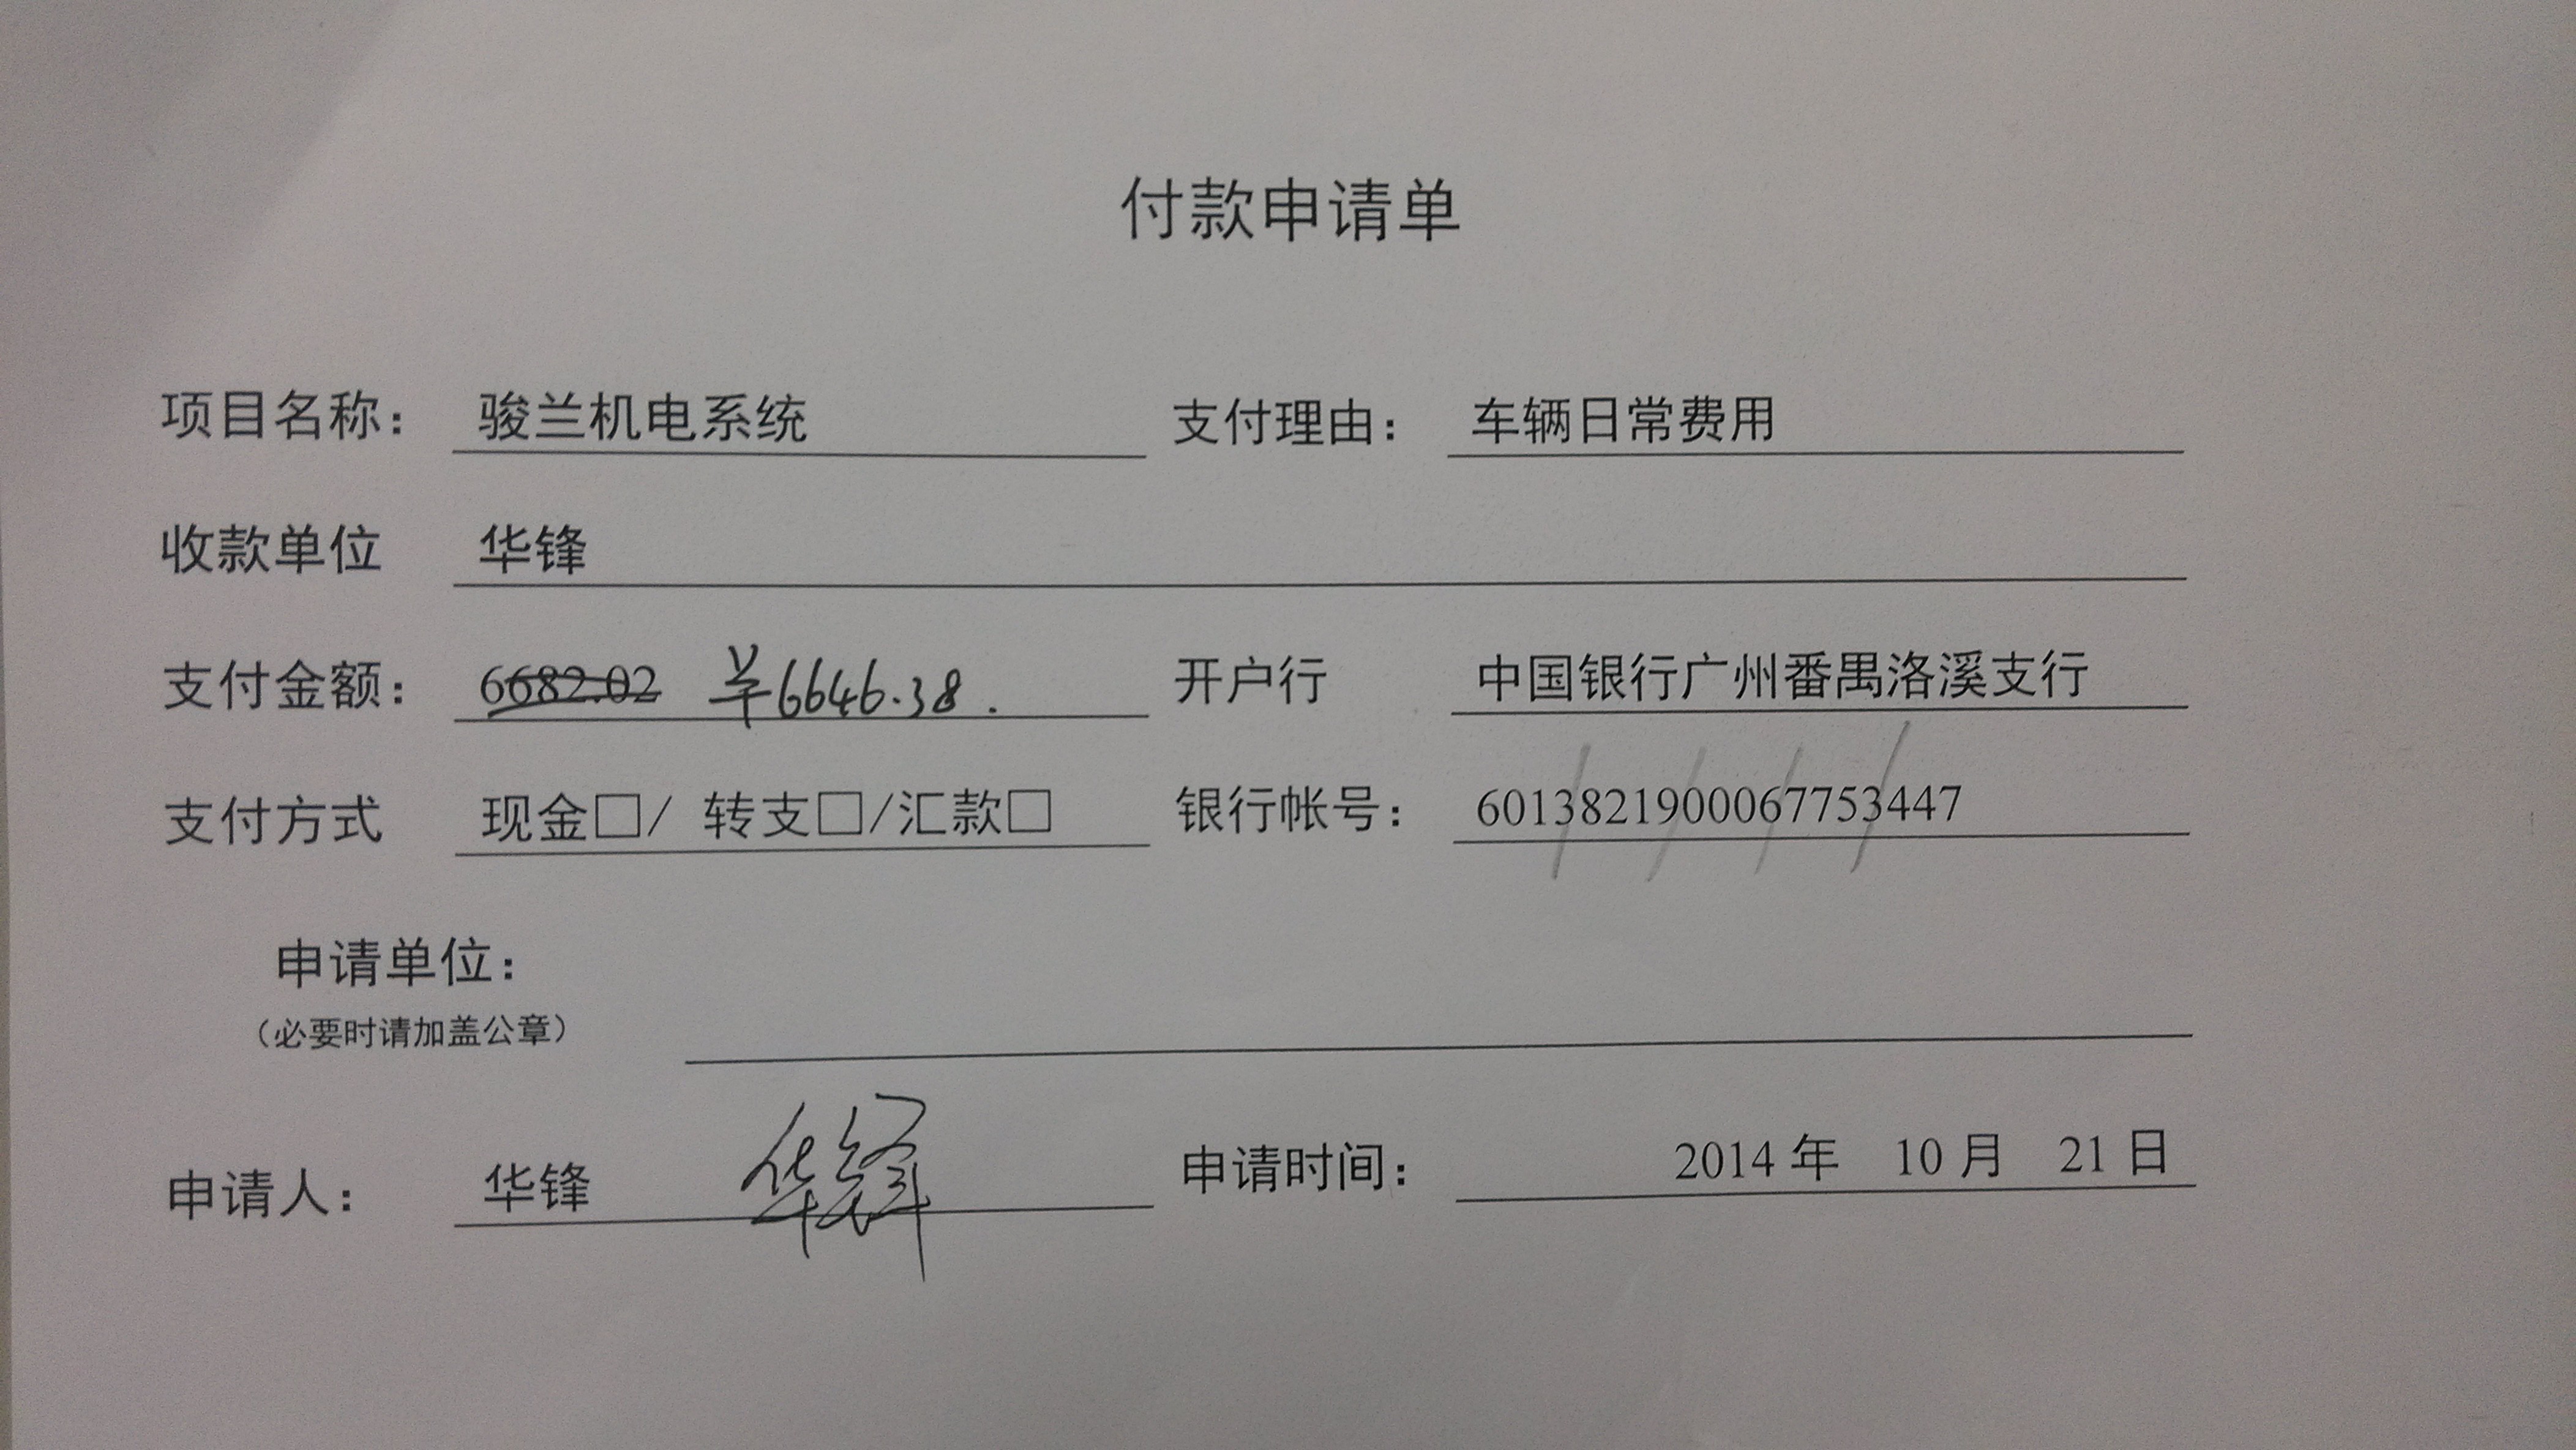 付款申请单
项目名称： 骏兰机电系统 支付理由： 车辆日常费用
收款单位 华锋
支付金额： 6682.02 ¥6646.38. 开户行 中国银行广州番禺洛溪支行
支付方式 现金□/ 转支□/汇款□ 银行帐号： 6013821900067753447
申请单位：
（必要时请加盖公章）
申请人： 华锋 华锋 申请时间： 2014 年 10 月 21 日